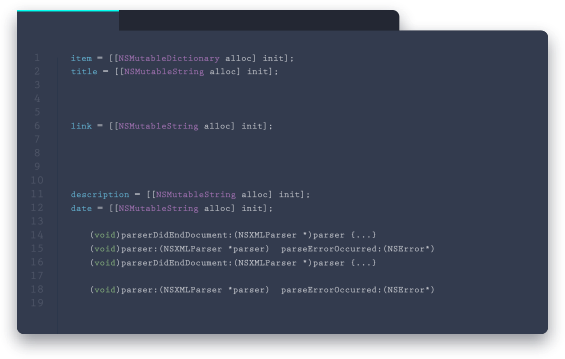 1 item = [[NSMutableDictionary alloc] init];
2 title = [[NSMutableString alloc] init];
3
4
5
6 link = [[NSMutableString alloc] init];
7
8
9
10
11 description = [[NSMutableString alloc] init];
12 date = [[NSMutableString alloc] init];
13
14 (void)parserDidEndDocument:(NSXMLParser *)parser {...}
15 (void)parser:(NSXMLParser *parser) parseErrorOccurred:(NSError*)
16 (void)parserDidEndDocument:(NSXMLParser *)parser {...}
17
18 (void)parser:(NSXMLParser *parser) parseErrorOccurred:(NSError*)
19